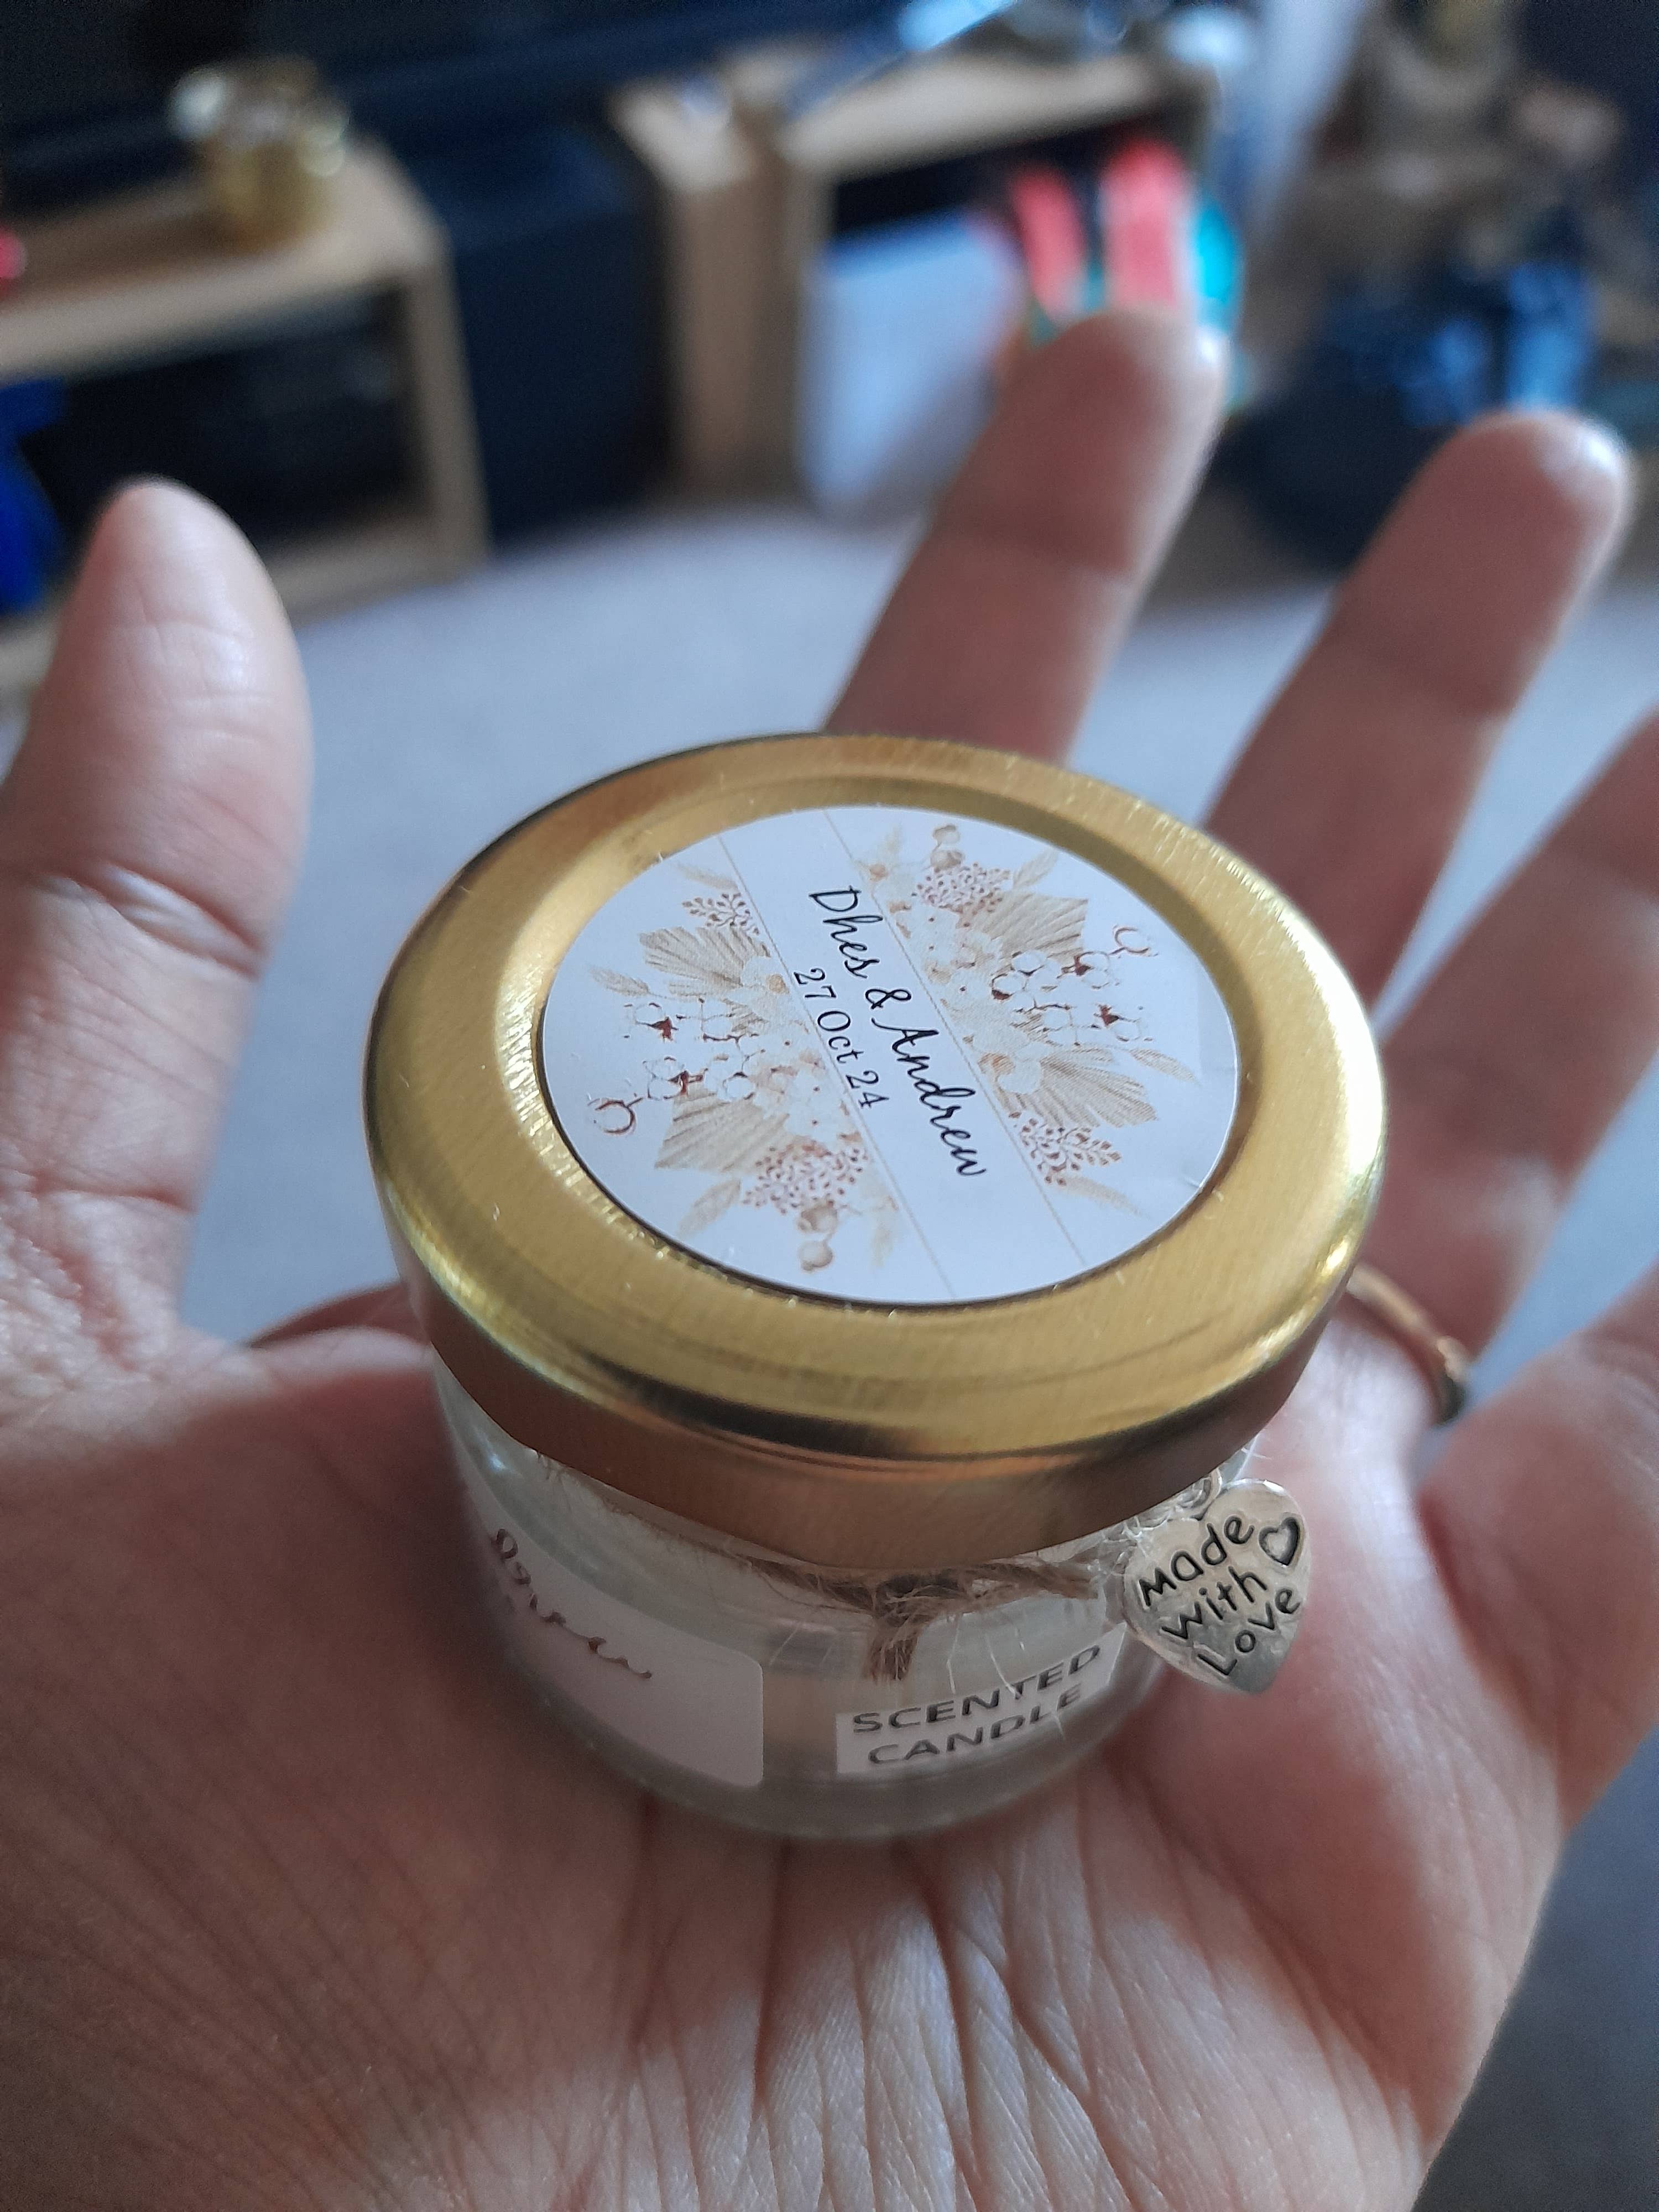 Dhes & Andrew
27 Oct 24
made
with
Love
SCENTED
CANDLE